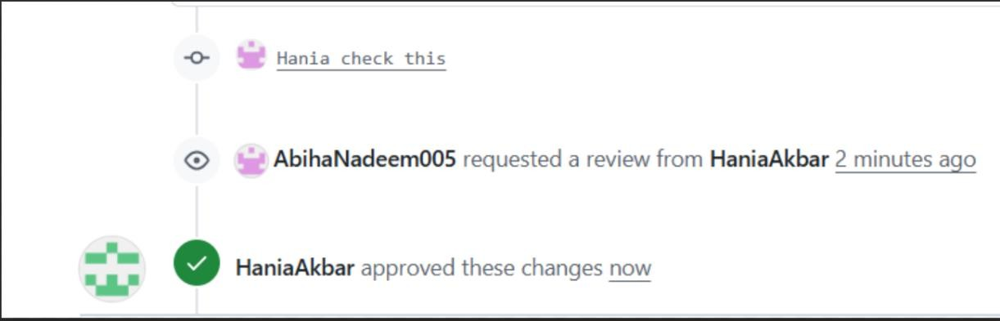 Hania check this
AbihaNadeem005 requested a review from HaniaAkbar 2 minutes ago
HaniaAkbar approved these changes now